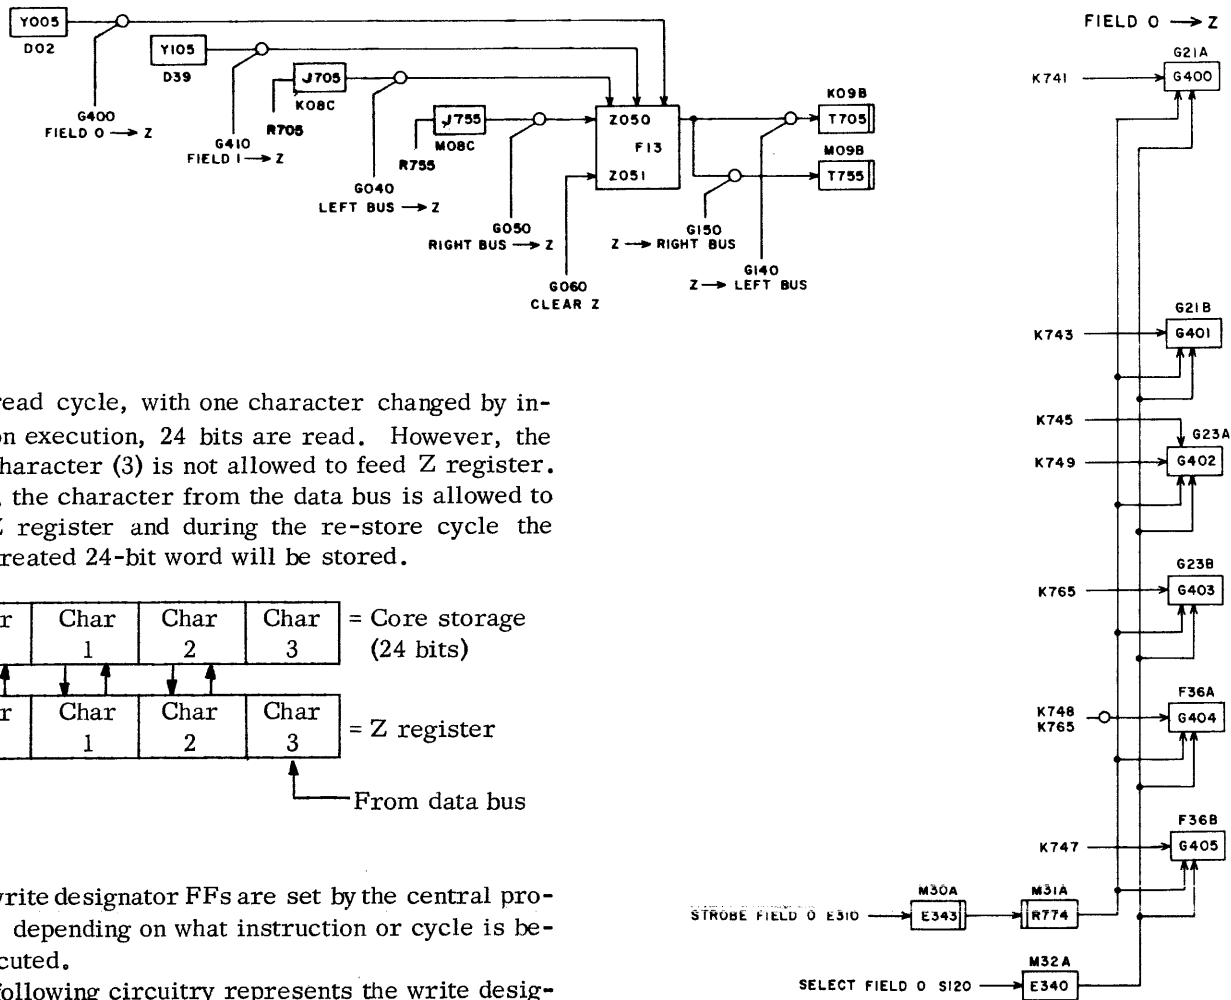 Y005
D02
Y105
D39
J705
K08C
R705
J755
M08C
R755
G400
FIELD 0 → Z
G410
FIELD 1 → Z
G040
LEFT BUS → Z
G050
RIGHT BUS → Z
G060
CLEAR Z
Z050
F13
Z051
K09B
T705
M09B
T755
G150
Z → RIGHT BUS
G140
Z → LEFT BUS
read cycle, with one character changed by in-
on execution, 24 bits are read. However, the
haracter (3) is not allowed to feed Z register.
, the character from the data bus is allowed to
Z register and during the re-store cycle the
reated 24-bit word will be stored.
r Char 1 Char 2 Char 3 = Core storage
(24 bits)
r Char 1 Char 2 Char 3 = Z register
From data bus
write designator FFs are set by the central pro-
depending on what instruction or cycle is be-
cuted.
following circuitry represents the write desig-
FIELD 0 → Z
G21A
K741 G400
G21B
K743 G401
K745
G23A
K749 G402
G23B
K765 G403
F36A
K748
K765
G404
F36B
K747 G405
M30A M31A
STROBE FIELD 0 E310 E343 R774
M32A
SELECT FIELD 0 S120 E340